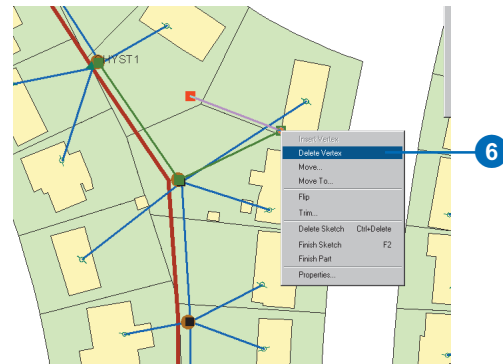 HYST1
Insert Vertex
Delete Vertex
Move...
Move To...
Flip
Trim...
Delete Sketch Ctrl+Delete
Finish Sketch F2
Finish Part
Properties...
6